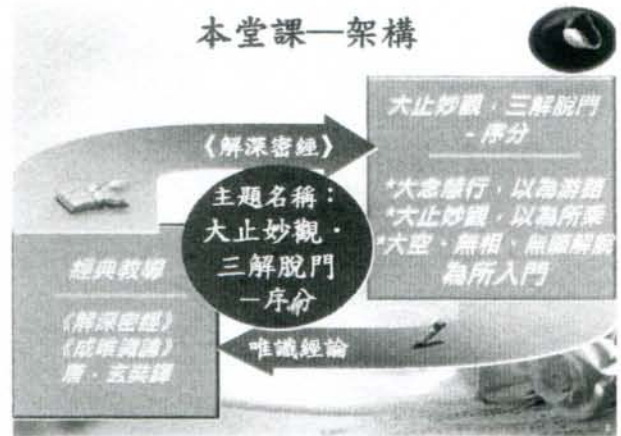 本堂課—架構
《解深密經》
大止妙觀，三解脫門
-序分
*大念慧行，以為游路
*大止妙觀，以為所乘
*大空、無相、無願解脫
為所入門
主題名稱：
大止妙觀·
三解脫門
—序分
經典教導
《解深密經》
《成唯識論》
唐·玄奘譯
唯識經論